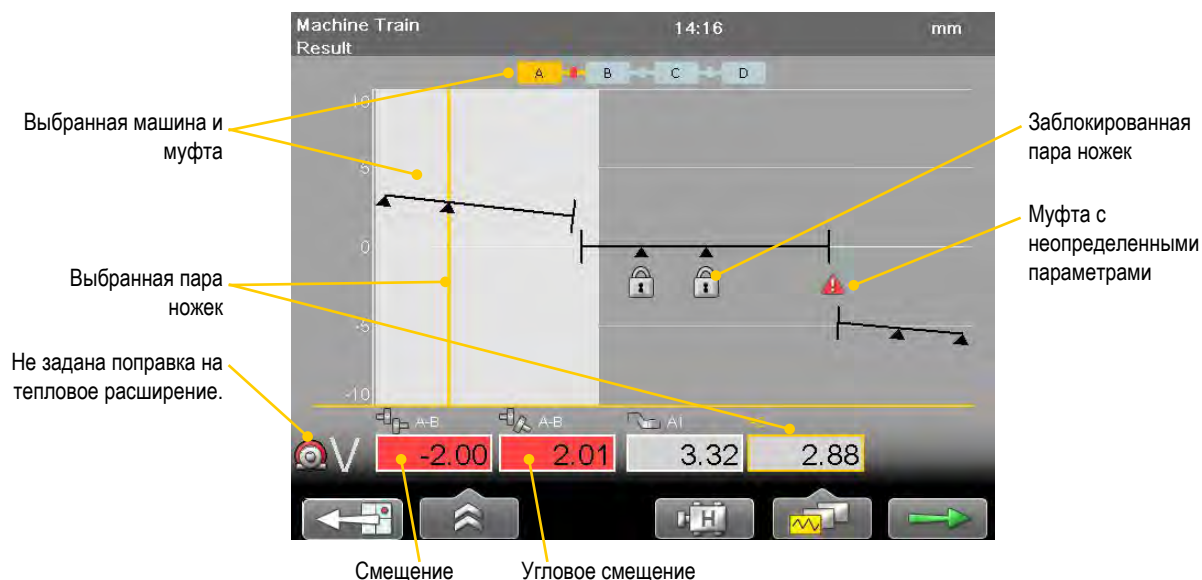 Machine Train 14:16 mm
Result
A B C D
10
5
0
-5
-10
A-B A-B A1
V -2.00 2.01 3.32 2.88
H
Выбранная машина и
муфта
Выбранная пара
ножек
Не задана поправка на
тепловое расширение.
Заблокированная
пара ножек
Муфта с
неопределенными
параметрами
Смещение Угловое смещение